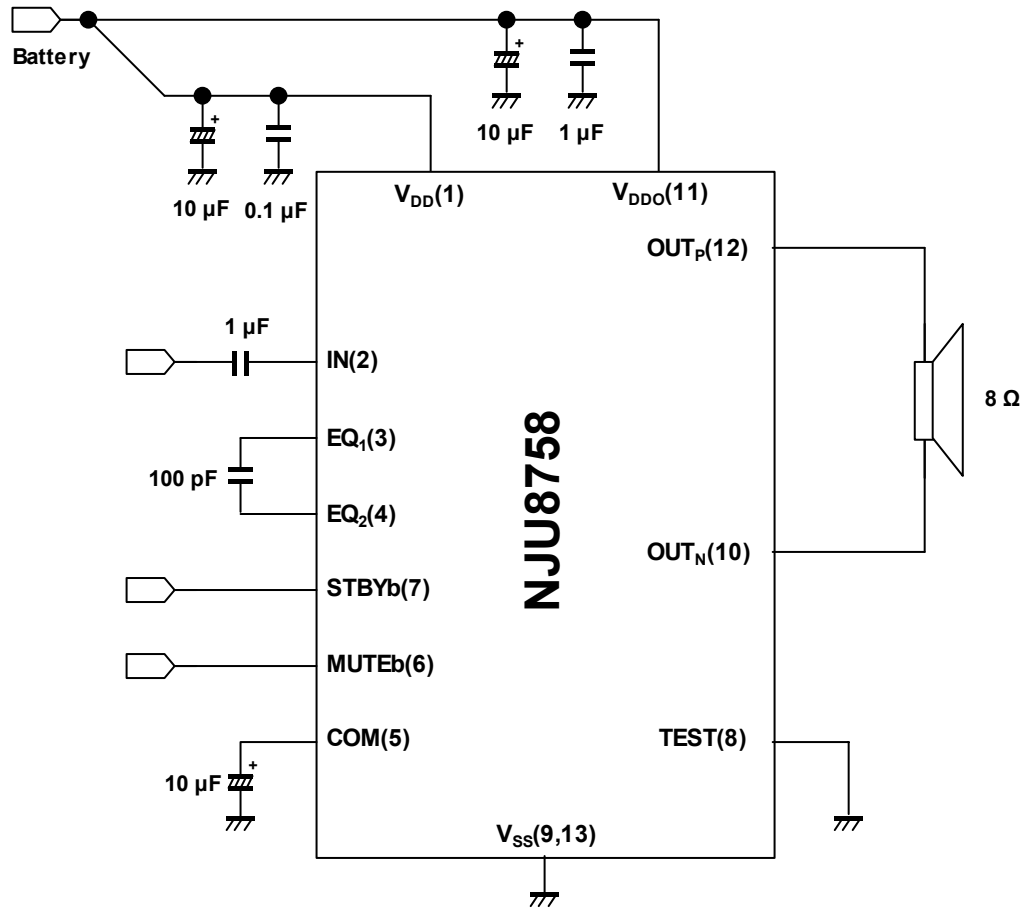 Battery
+
10 µF 1 µF
+
10 µF 0.1 µF
V_DD(1) V_DDO(11)
OUT_P(12)
1 µF
IN(2)
8 Ω
EQ₁(3)
100 pF
EQ₂(4)
NJU8758
OUT_N(10)
STBYb(7)
MUTEb(6)
COM(5) TEST(8)
+
10 µF
V_SS(9,13)